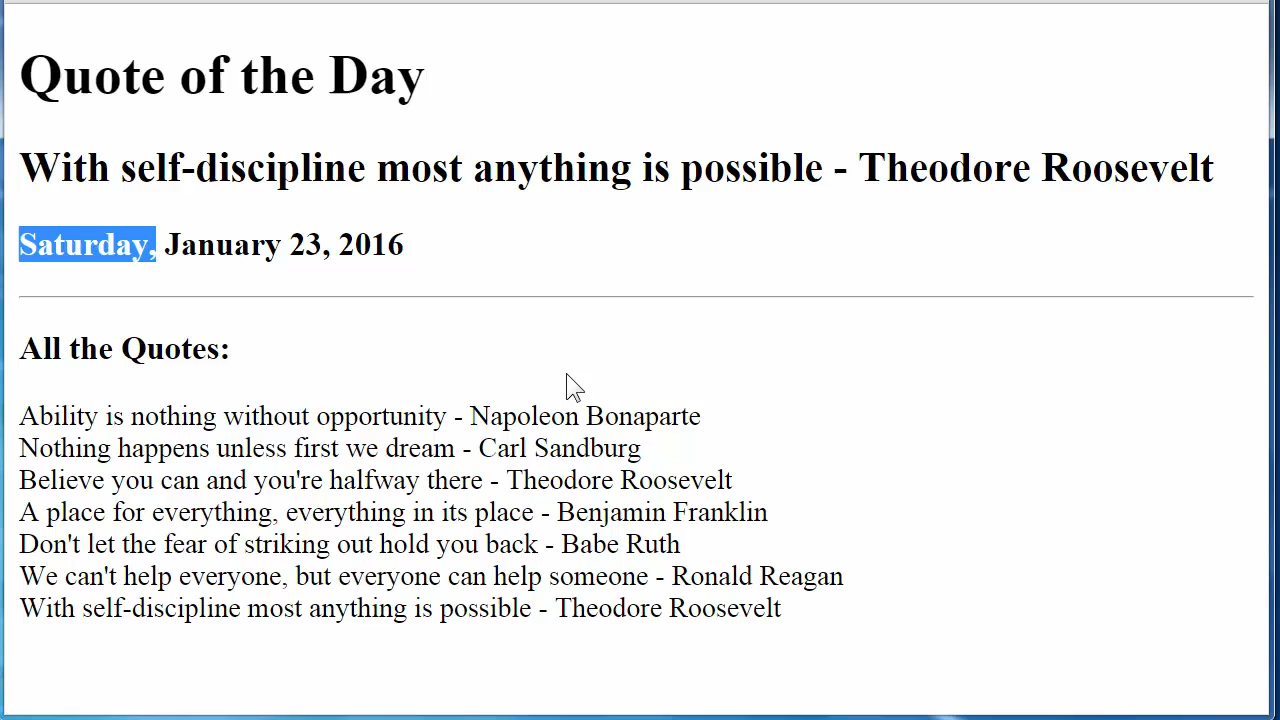 Quote of the Day
With self-discipline most anything is possible - Theodore Roosevelt
Saturday, January 23, 2016
All the Quotes:
Ability is nothing without opportunity - Napoleon Bonaparte
Nothing happens unless first we dream - Carl Sandburg
Believe you can and you're halfway there - Theodore Roosevelt
A place for everything, everything in its place - Benjamin Franklin
Don't let the fear of striking out hold you back - Babe Ruth
We can't help everyone, but everyone can help someone - Ronald Reagan
With self-discipline most anything is possible - Theodore Roosevelt